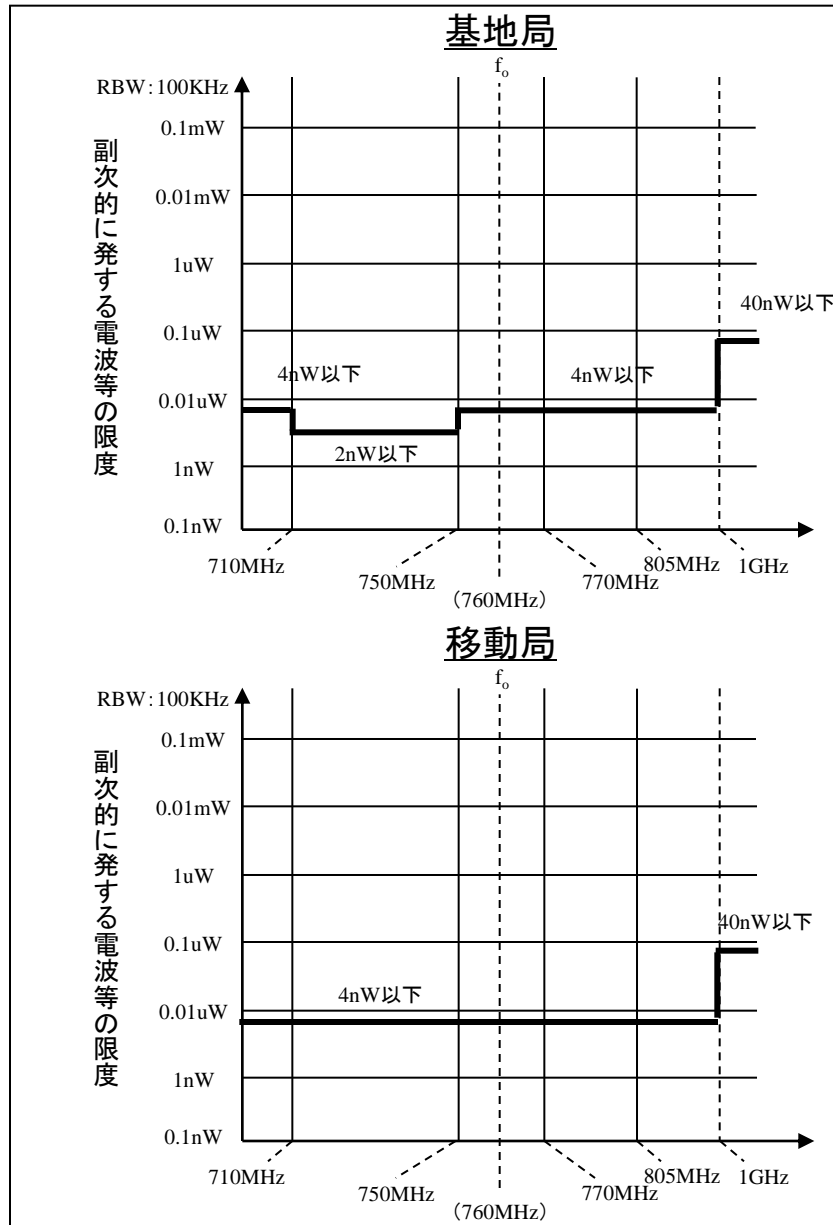 基地局
fo
RBW:100KHz
0.1mW
0.01mW
1uW
0.1uW
0.01uW
1nW
0.1nW
副次的に発する電波等の限度
40nW以下
4nW以下
4nW以下
2nW以下
710MHz
750MHz
(760MHz)
770MHz
805MHz
1GHz
移動局
fo
RBW:100KHz
0.1mW
0.01mW
1uW
0.1uW
0.01uW
1nW
0.1nW
副次的に発する電波等の限度
40nW以下
4nW以下
710MHz
750MHz
(760MHz)
770MHz
805MHz
1GHz